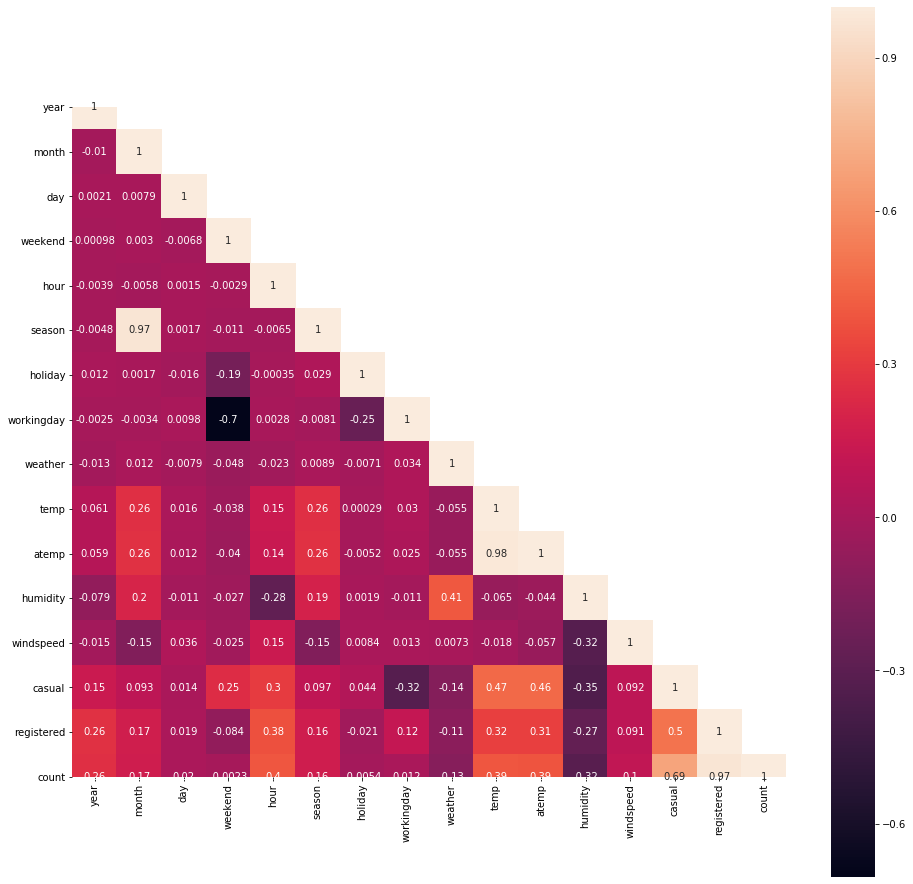 year 1
month -0.01 1
day 0.0021 0.0079 1
weekend 0.00098 0.003 -0.0068 1
hour -0.0039 -0.0058 0.0015 -0.0029 1
season -0.0048 0.97 0.0017 -0.011 -0.0065 1
holiday 0.012 0.0017 -0.016 -0.19 -0.00035 0.029 1
workingday -0.0025 -0.0034 0.0098 -0.7 0.0028 -0.0081 -0.25 1
weather -0.013 0.012 -0.0079 -0.048 -0.023 0.0089 -0.0071 0.034 1
temp 0.061 0.26 0.016 -0.038 0.15 0.26 0.00029 0.03 -0.055 1
atemp 0.059 0.26 0.012 -0.04 0.14 0.26 -0.0052 0.025 -0.055 0.98 1
humidity -0.079 0.2 -0.011 -0.027 -0.28 0.19 0.0019 -0.011 0.41 -0.065 -0.044 1
windspeed -0.015 -0.15 0.036 -0.025 0.15 -0.15 0.0084 0.013 0.0073 -0.018 -0.057 -0.32 1
casual 0.15 0.093 0.014 0.25 0.3 0.097 0.044 -0.32 -0.14 0.47 0.46 -0.35 0.092 1
registered 0.26 0.17 0.019 -0.084 0.38 0.16 -0.021 0.12 -0.11 0.32 0.31 -0.27 0.091 0.5 1
count 0.26 0.17 0.02 0.0023 0.4 0.16 0.0054 0.012 0.13 0.39 0.39 0.32 0.1 0.69 0.97 1
year month day weekend hour season holiday workingday weather temp atemp humidity windspeed casual registered count
0.9
0.6
0.3
0.0
−0.3
−0.6